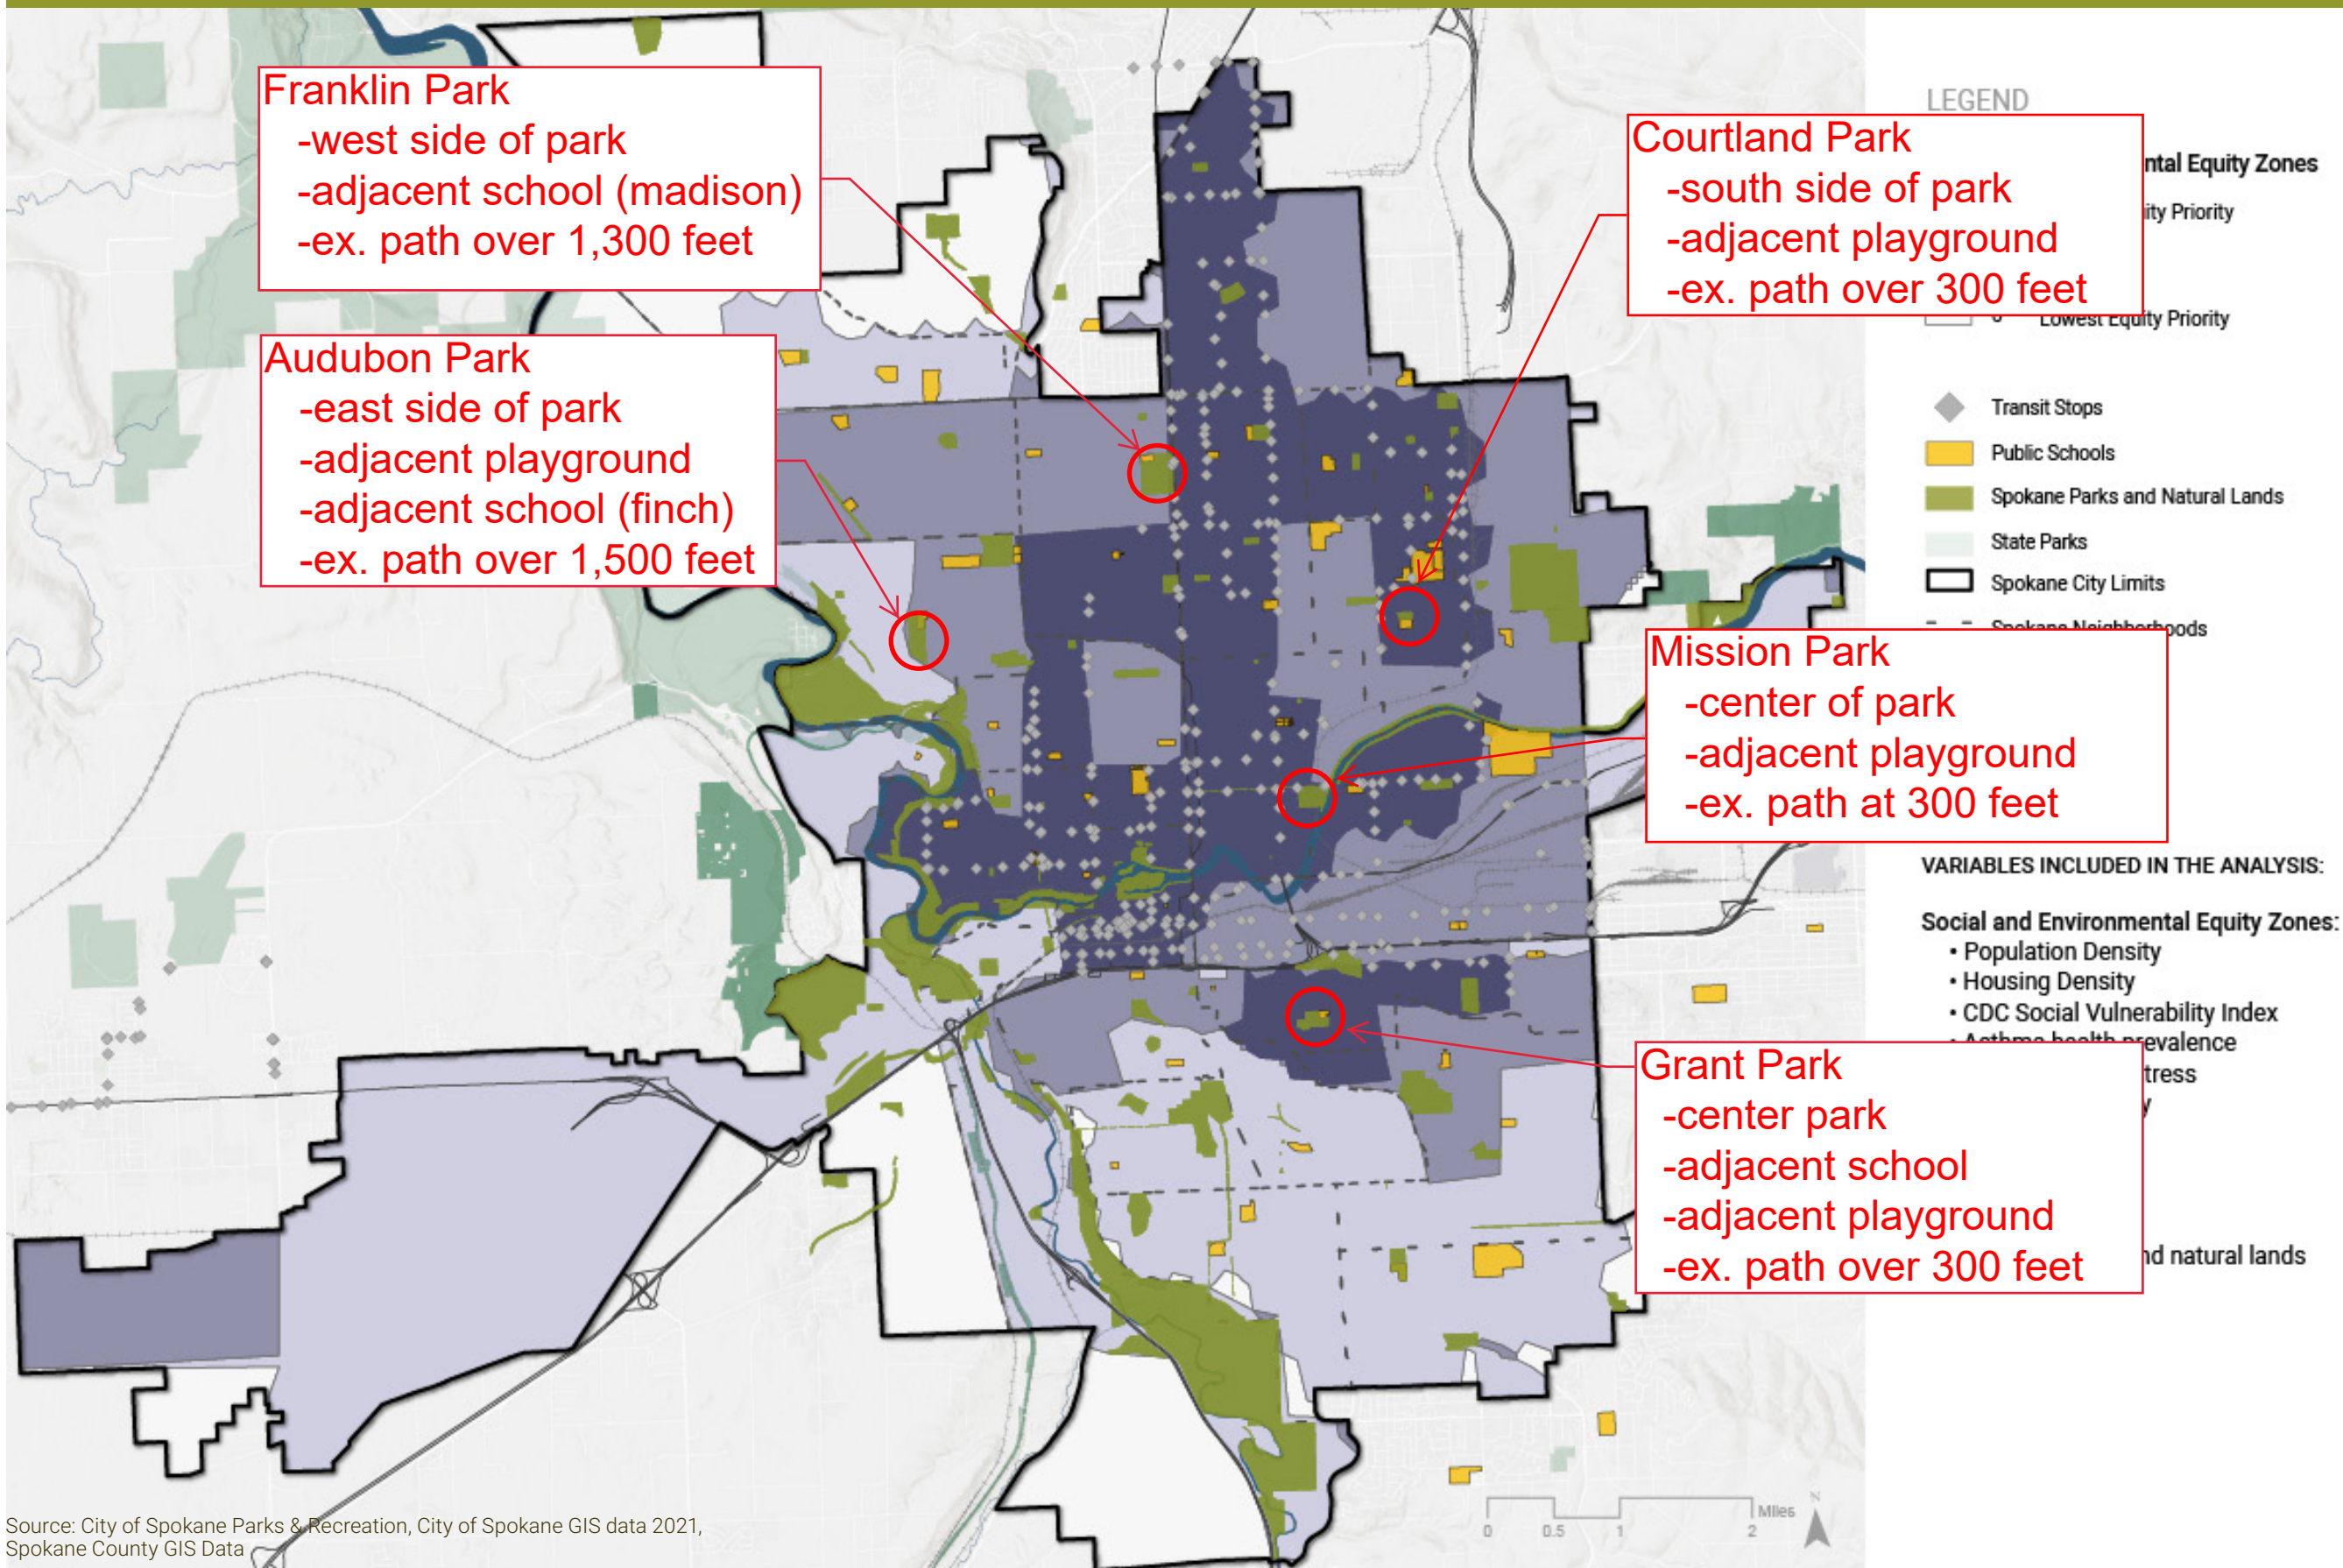 Franklin Park
-west side of park
-adjacent school (madison)
-ex. path over 1,300 feet
Audubon Park
-east side of park
-adjacent playground
-adjacent school (finch)
-ex. path over 1,500 feet
Courtland Park
-south side of park
-adjacent playground
-ex. path over 300 feet
Mission Park
-center of park
-adjacent playground
-ex. path at 300 feet
Grant Park
-center park
-adjacent school
-adjacent playground
-ex. path over 300 feet
LEGEND
Equity Zones
Priority
Lowest Equity Priority
Transit Stops
Public Schools
Spokane Parks and Natural Lands
State Parks
Spokane City Limits
Spokane Neighborhoods
VARIABLES INCLUDED IN THE ANALYSIS:
Social and Environmental Equity Zones:
• Population Density
• Housing Density
• CDC Social Vulnerability Index
• Asthma health prevalence
natural lands
0 0.5 1 2 Miles
N
Source: City of Spokane Parks & Recreation, City of Spokane GIS data 2021,
Spokane County GIS Data